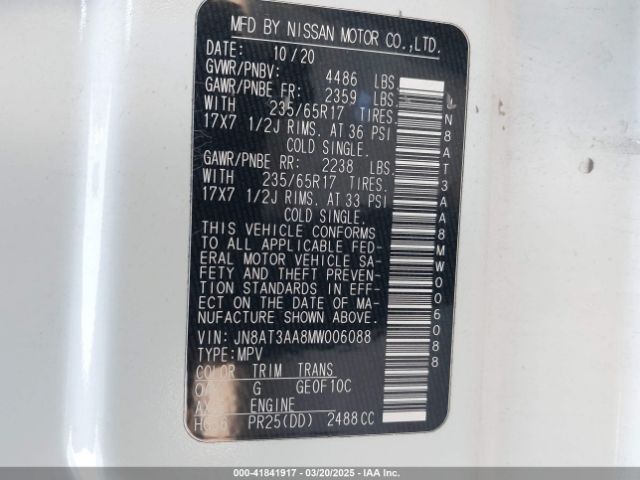 MFD BY NISSAN MOTOR CO.,LTD.
DATE: 10/20
GVWR/PNBV: 4486 LBS.
GAWR/PNBE FR: 2359 LBS.
WITH 235/65R17 TIRES.
17X7 1/2J RIMS. AT 36 PSI
COLD SINGLE.
GAWR/PNBE RR: 2238 LBS.
WITH 235/65R17 TIRES.
17X7 1/2J RIMS. AT 33 PSI
COLD SINGLE.
THIS VEHICLE CONFORMS
TO ALL APPLICABLE FED-
ERAL MOTOR VEHICLE SA-
FETY AND THEFT PREVEN-
TION STANDARDS IN EFF-
ECT ON THE DATE OF MA-
NUFACTURE SHOWN ABOVE.
VIN: JN8AT3AA8MW006088
TYPE: MPV
COLOR TRIM TRANS
G GE0F10C
ENGINE
PR25(DD) 2488CC
JN8AT3AA8MW006088
000-41841917 - 03/20/2025 - IAA Inc.